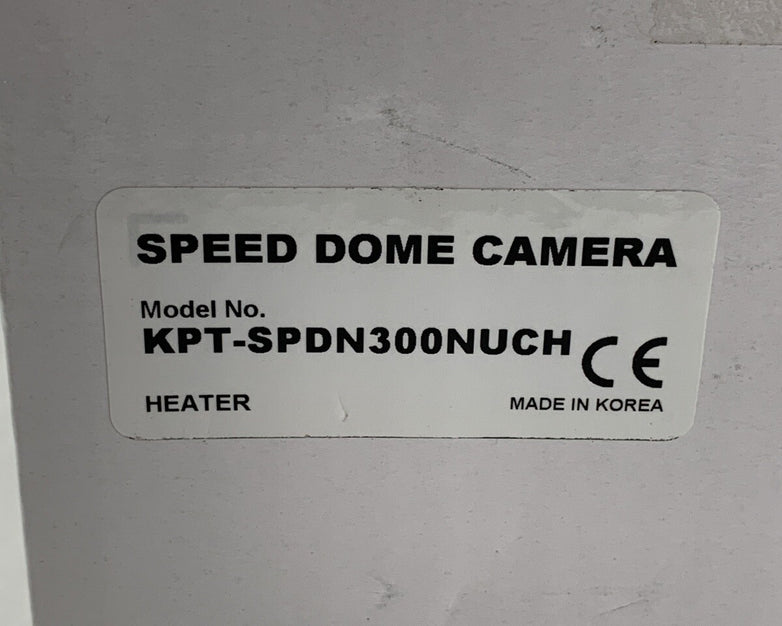 SPEED DOME CAMERA
Model No.
KPT-SPDN300NUCH CE
HEATER
MADE IN KOREA